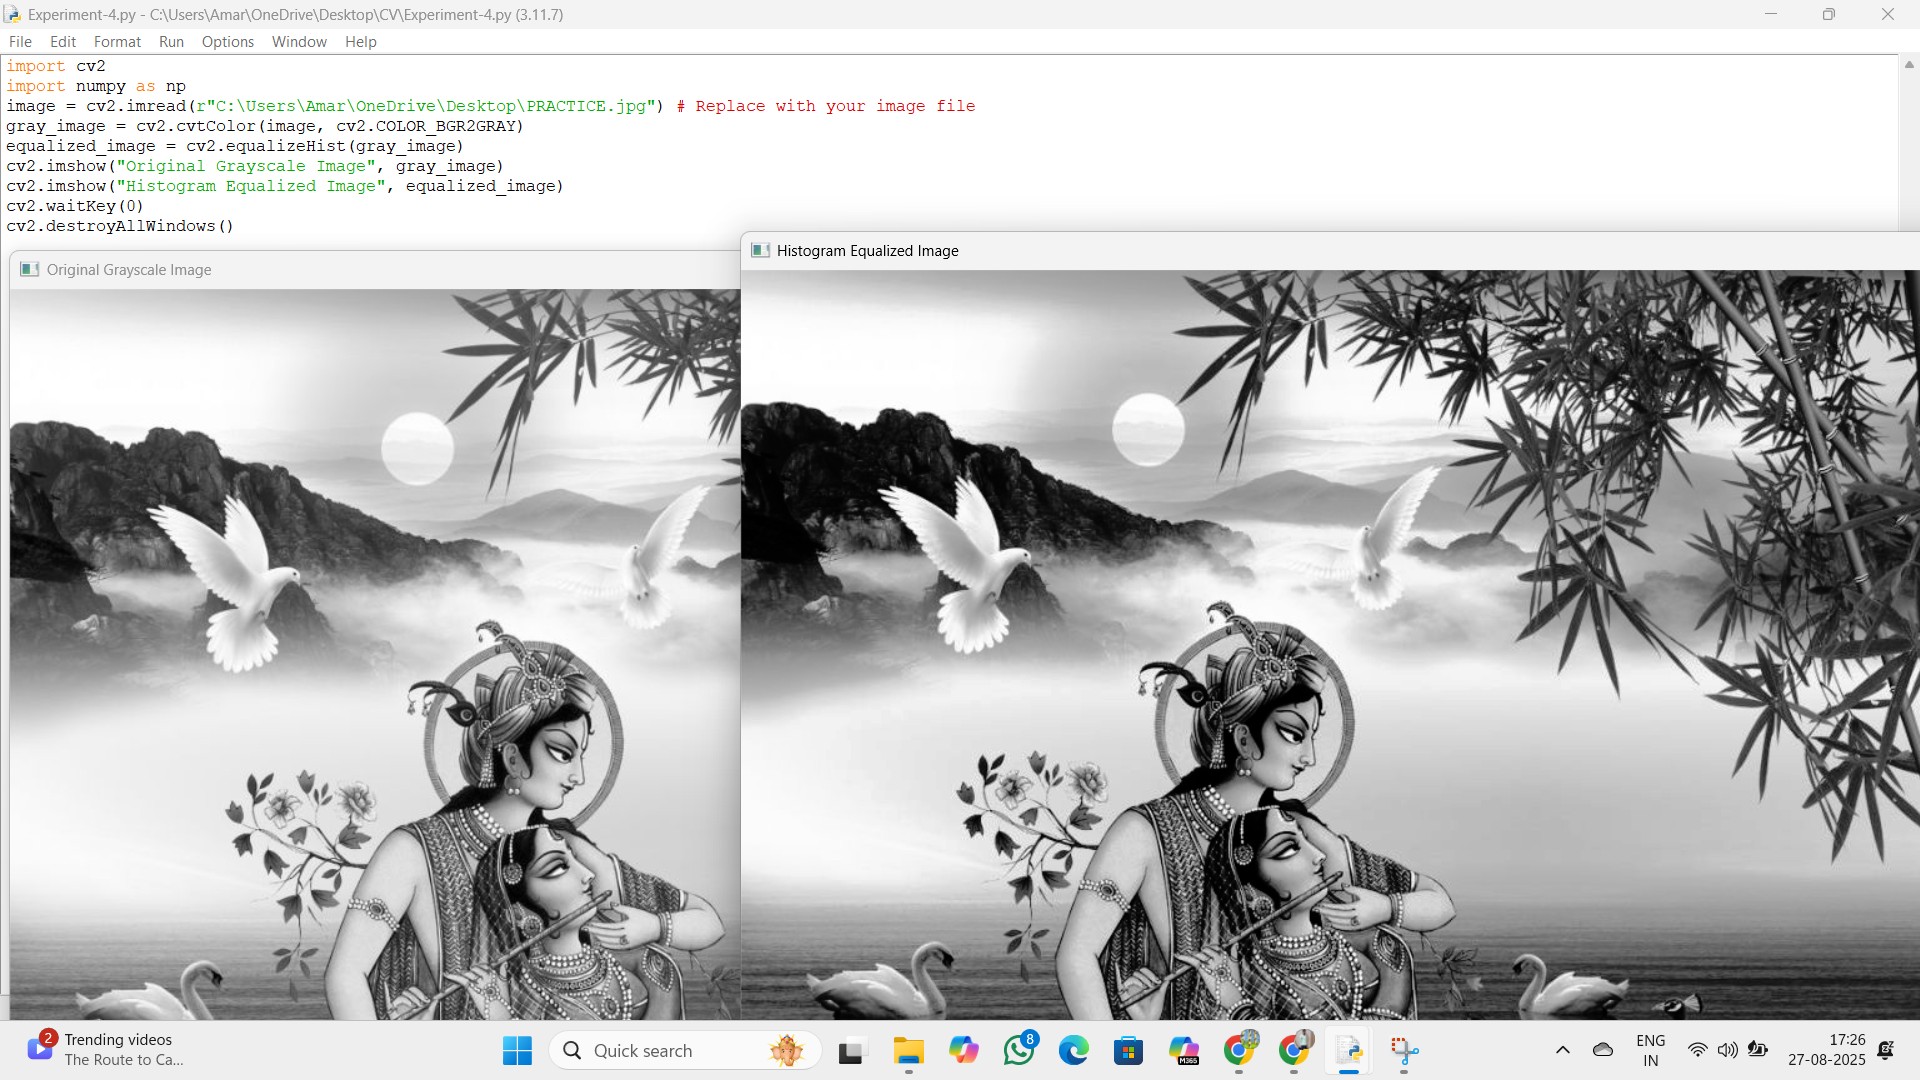 Experiment-4.py - C:\Users\Amar\OneDrive\Desktop\CV\Experiment-4.py (3.11.7)
File Edit Format Run Options Window Help
import cv2
import numpy as np
image = cv2.imread(r"C:\Users\Amar\OneDrive\Desktop\PRACTICE.jpg") # Replace with your image file
gray_image = cv2.cvtColor(image, cv2.COLOR_BGR2GRAY)
equalized_image = cv2.equalizeHist(gray_image)
cv2.imshow("Original Grayscale Image", gray_image)
cv2.imshow("Histogram Equalized Image", equalized_image)
cv2.waitKey(0)
cv2.destroyAllWindows()
Original Grayscale Image
Histogram Equalized Image
2
Trending videos
The Route to Ca...
Quick search
8
M365
ENG
IN
17:26
27-08-2025